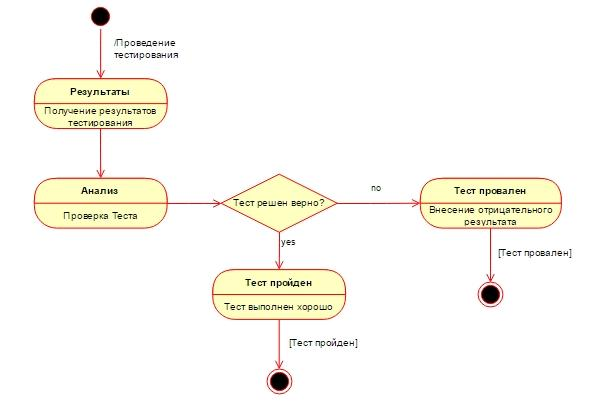 /Проведение
тестирования
Результаты
Получение результатов
тестирования
Анализ
Проверка Теста
Тест решен верно?
no
Тест провален
Внесение отрицательного
результата
yes
[Тест провален]
Тест пройден
Тест выполнен хорошо
[Тест пройден]